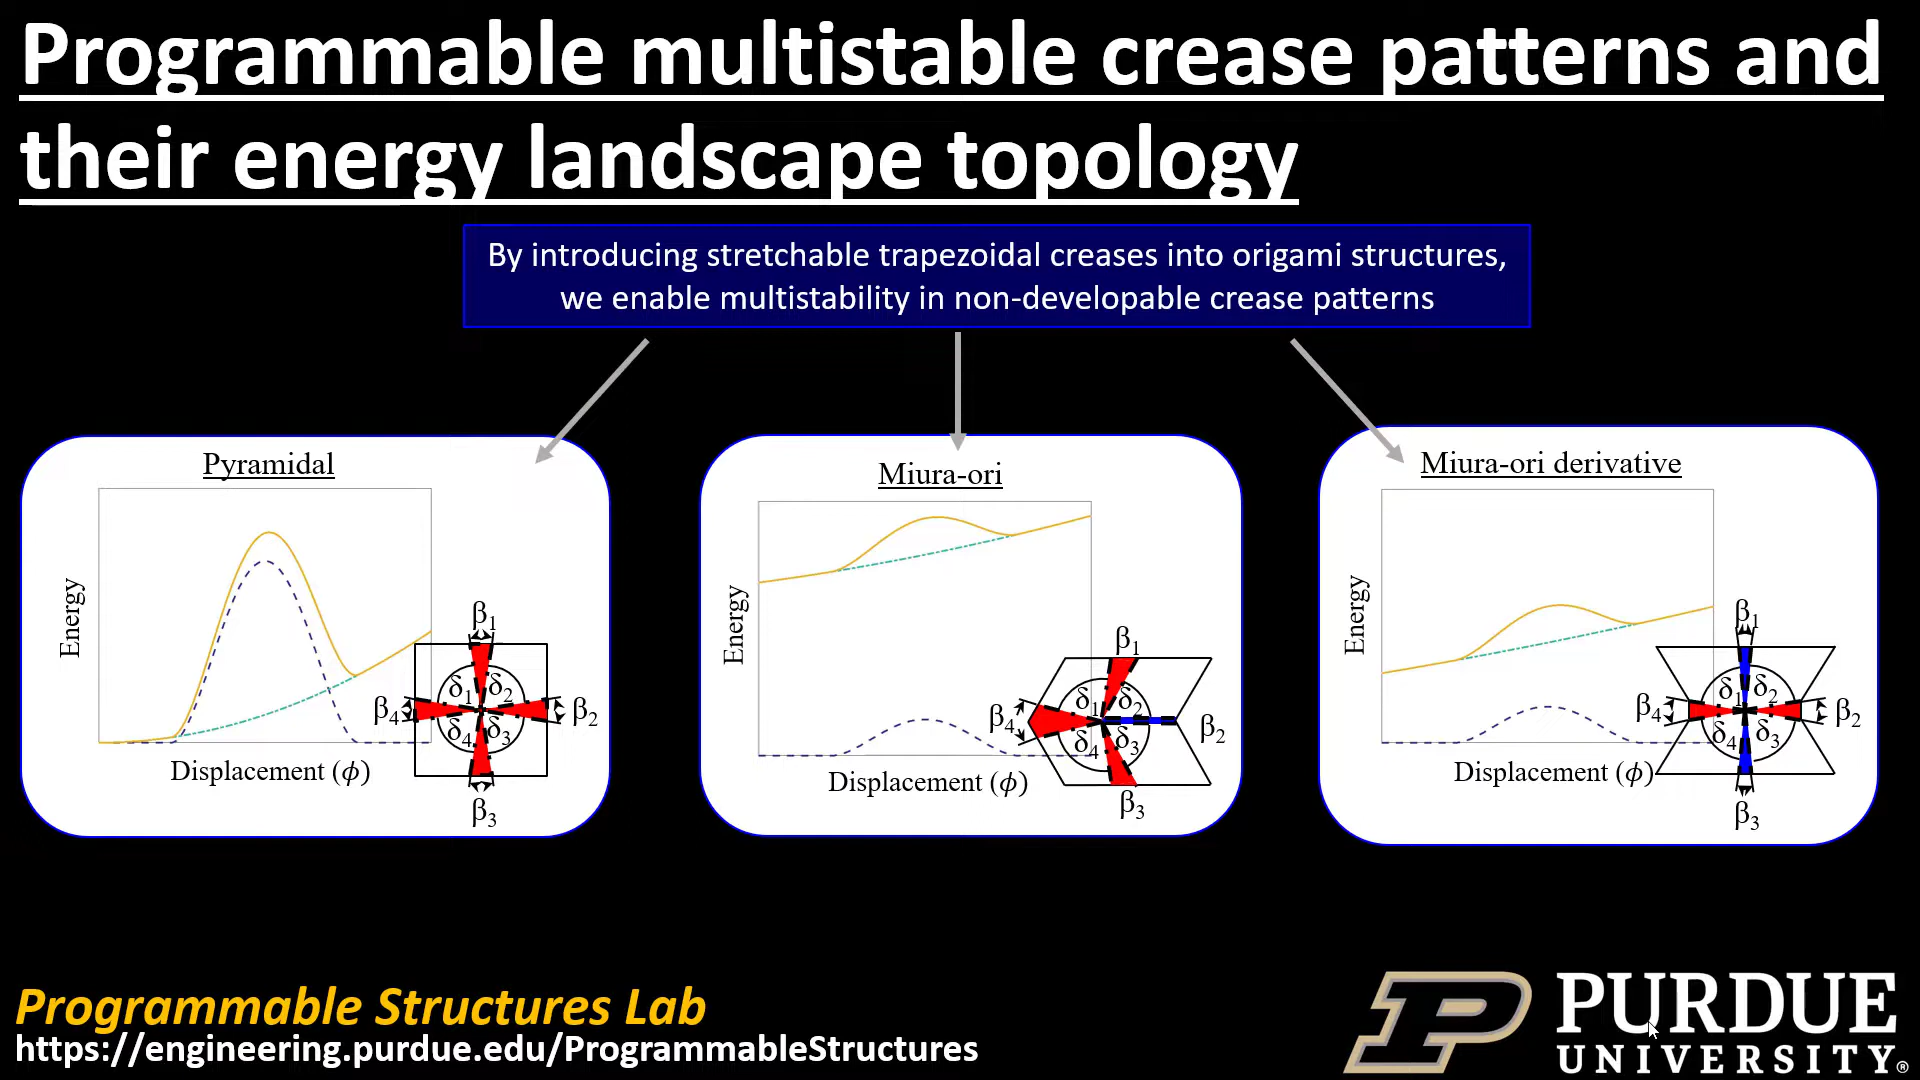 Programmable multistable crease patterns and
their energy landscape topology
By introducing stretchable trapezoidal creases into origami structures,
we enable multistability in non-developable crease patterns
Pyramidal
Energy
Displacement (ϕ)
β1
β2
β3
β4
δ1
δ2
δ3
δ4
Miura-ori
Energy
Displacement (ϕ)
β1
β2
β3
β4
δ1
δ2
δ3
δ4
Miura-ori derivative
Energy
Displacement (ϕ)
β1
β2
β3
β4
δ1
δ2
δ3
δ4
Programmable Structures Lab
https://engineering.purdue.edu/ProgrammableStructures
P
PURDUE
UNIVERSITY®